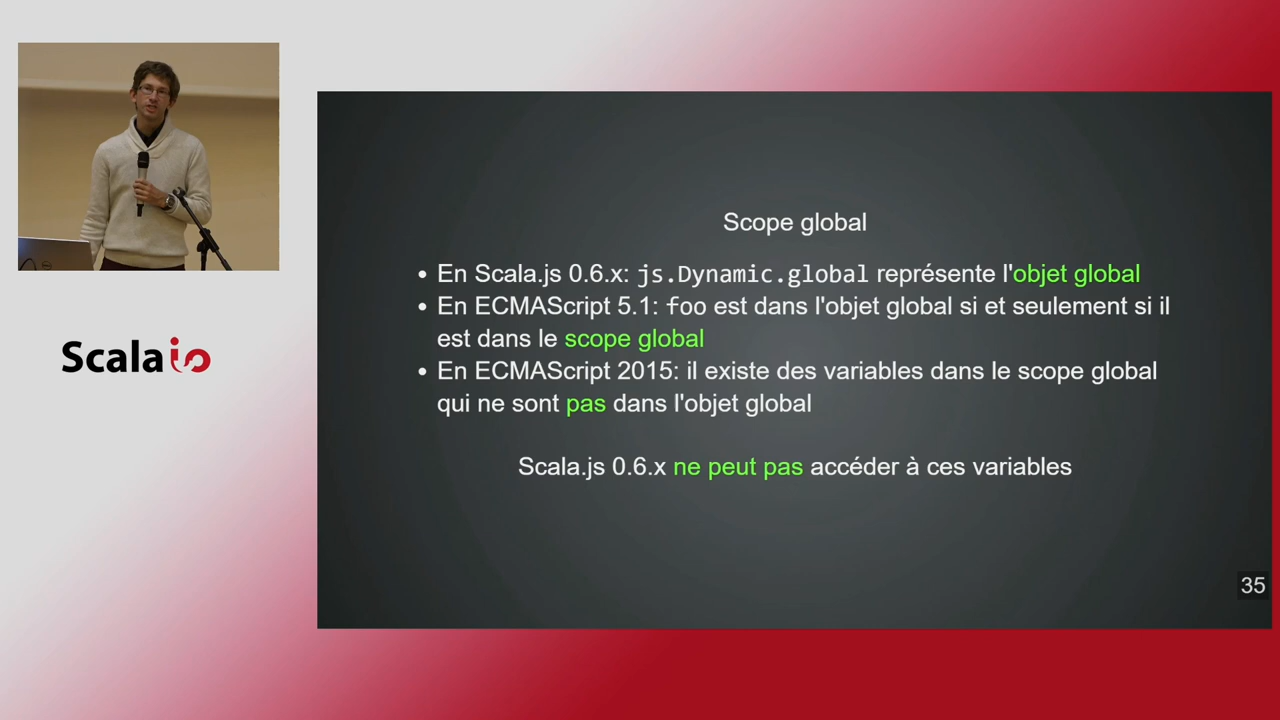 Scala io
Scope global
• En Scala.js 0.6.x: js.Dynamic.global représente l'objet global
• En ECMAScript 5.1: foo est dans l'objet global si et seulement si il
est dans le scope global
• En ECMAScript 2015: il existe des variables dans le scope global
qui ne sont pas dans l'objet global
Scala.js 0.6.x ne peut pas accéder à ces variables
35